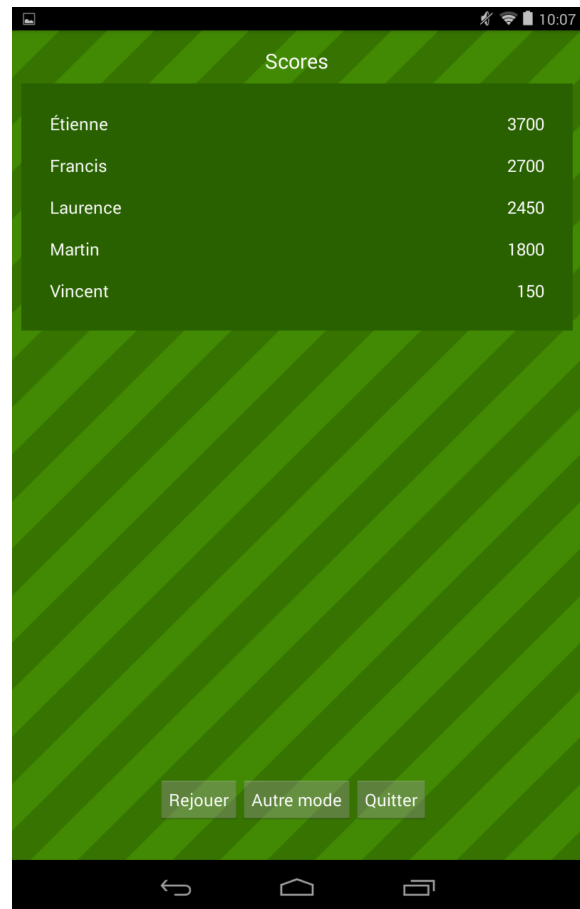 10:07
Scores
Étienne 3700
Francis 2700
Laurence 2450
Martin 1800
Vincent 150
Rejouer Autre mode Quitter